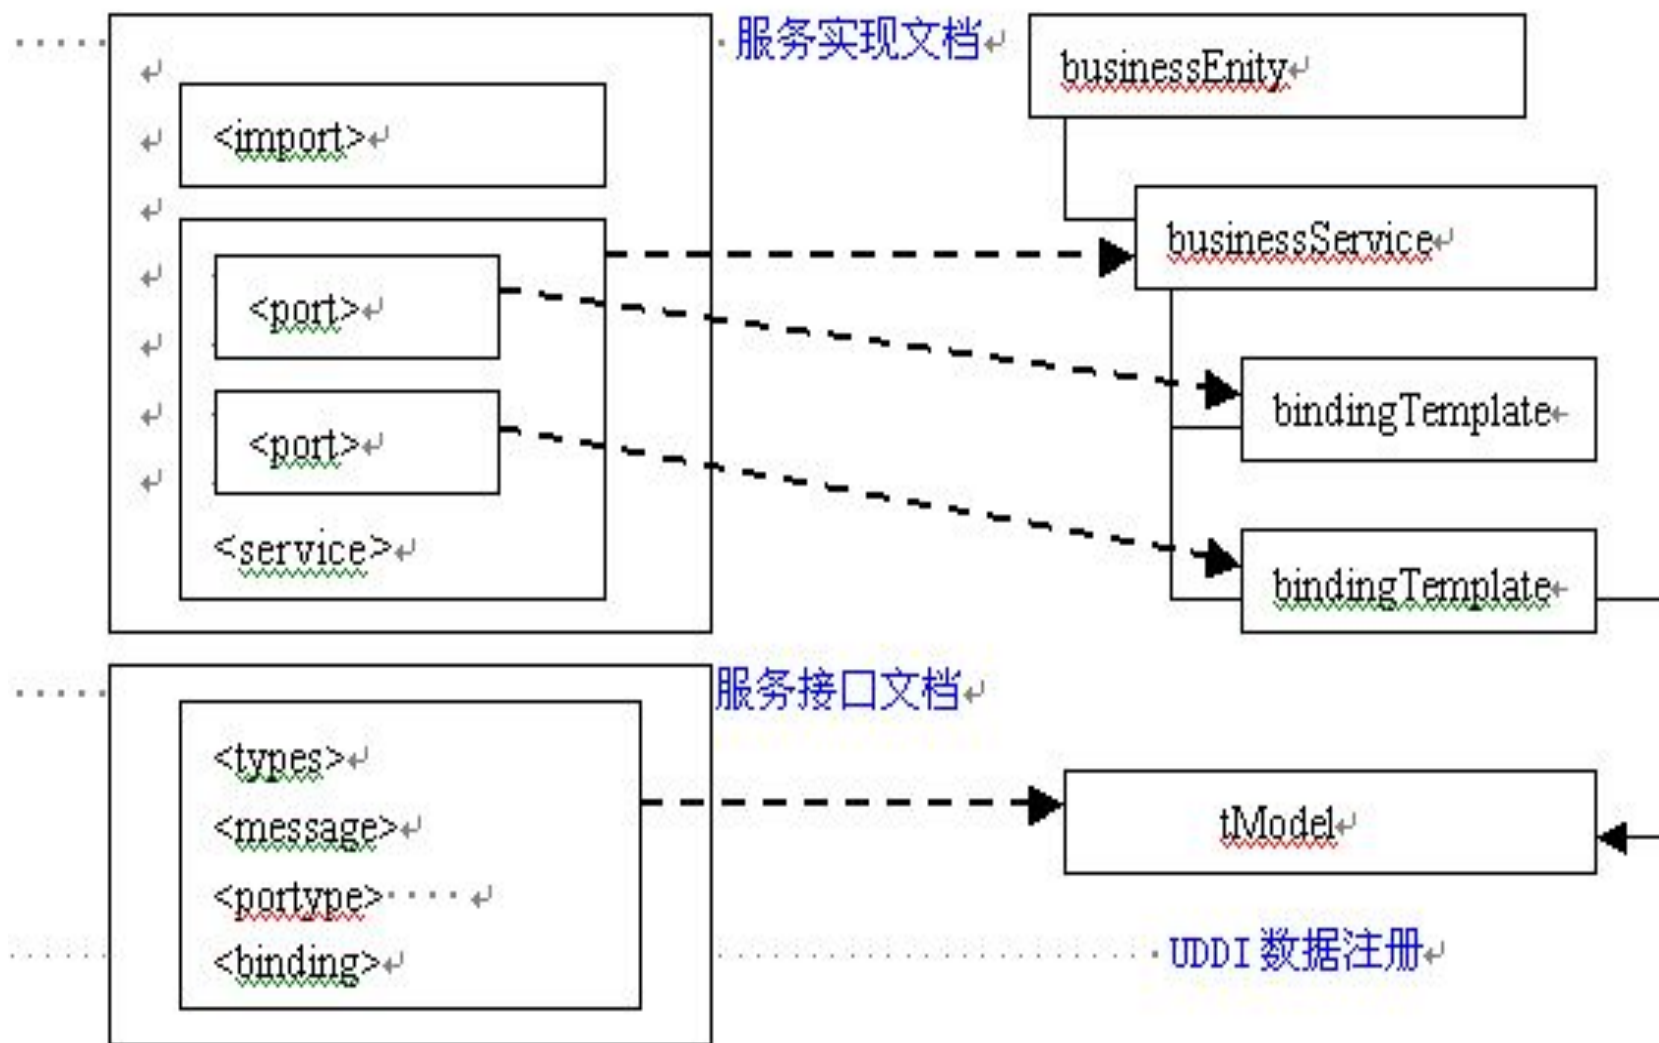 服务实现文档
<import>
<port>
<port>
<service>
businessEnity
businessService
bindingTemplate
bindingTemplate
服务接口文档
<types>
<message>
<portype>
<binding>
tModel
UDDI 数据注册